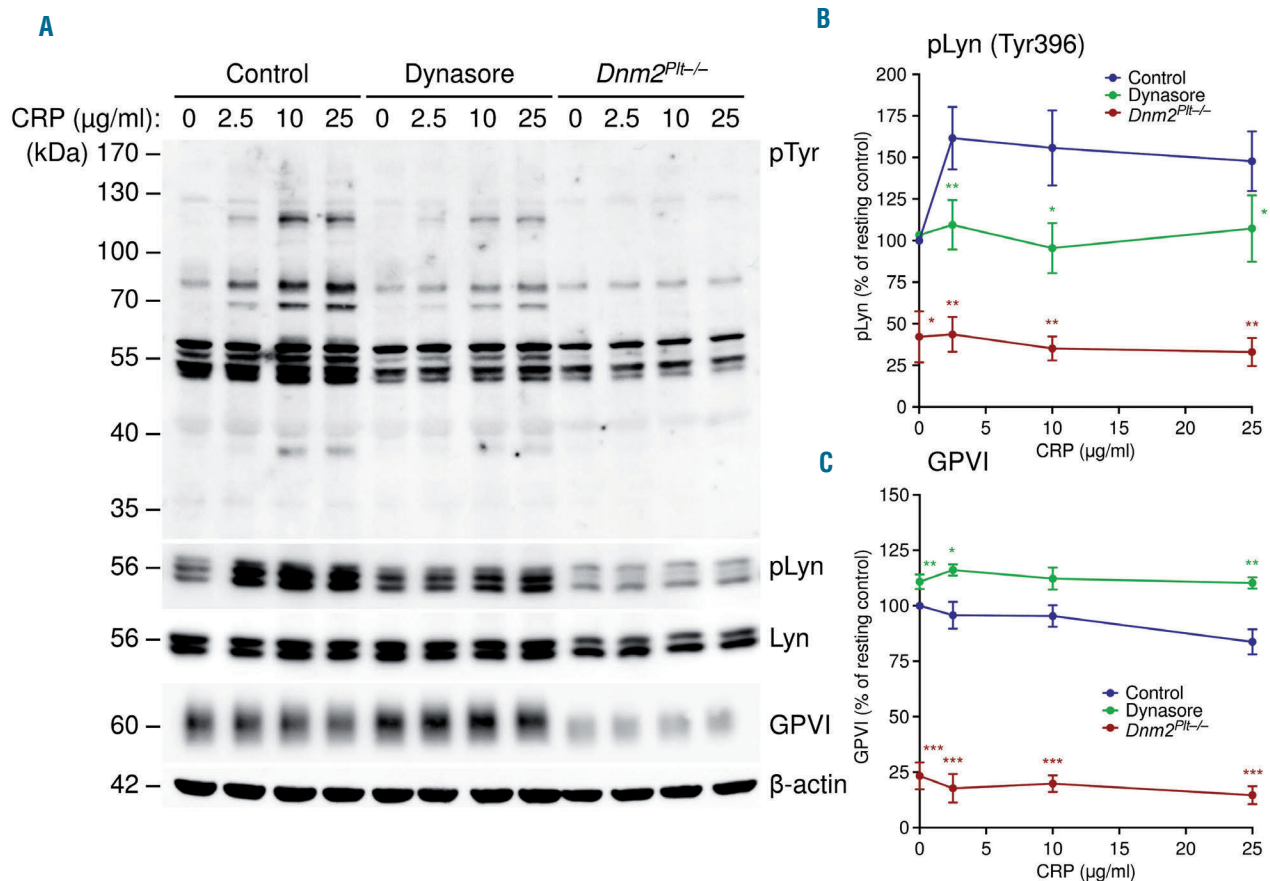 A
Control Dynasore Dnm2Plt–/–
CRP (µg/ml): 0 2.5 10 25 0 2.5 10 25 0 2.5 10 25
(kDa)
170 –
pTyr
130 –
100 –
70 –
55 –
40 –
35 –
56 – pLyn
56 – Lyn
60 – GPVI
42 – β-actin
B
pLyn (Tyr396)
200
175
150
125
100
75
50
25
0
pLyn (% of resting control)
Control
Dynasore
Dnm2Plt–/–
** * *
* ** ** **
0 5 10 15 20 25
CRP (µg/ml)
C
GPVI
150
125
100
75
50
25
0
GPVI (% of resting control)
** * **
Control
Dynasore
Dnm2Plt–/–
*** *** *** ***
0 5 10 15 20 25
CRP (µg/ml)